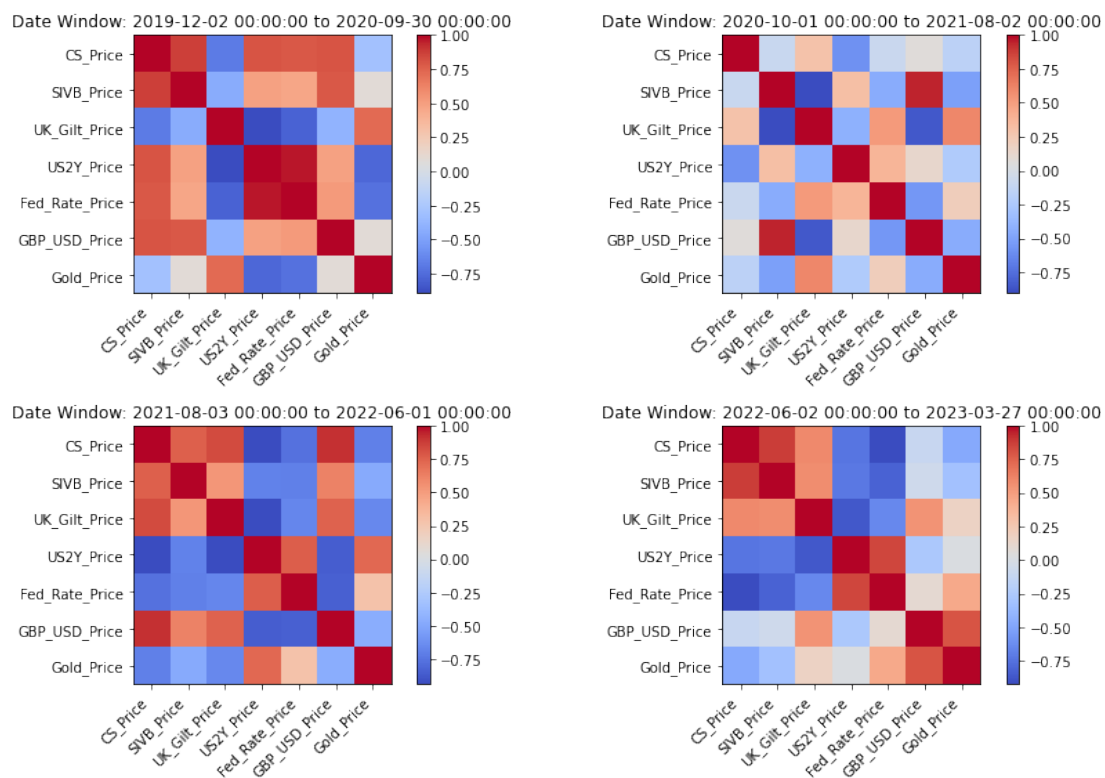 Date Window: 2019-12-02 00:00:00 to 2020-09-30 00:00:00
CS_Price
SIVB_Price
UK_Gilt_Price
US2Y_Price
Fed_Rate_Price
GBP_USD_Price
Gold_Price
CS_Price
SIVB_Price
UK_Gilt_Price
US2Y_Price
Fed_Rate_Price
GBP_USD_Price
Gold_Price
1.00
0.75
0.50
0.25
0.00
−0.25
−0.50
−0.75
Date Window: 2020-10-01 00:00:00 to 2021-08-02 00:00:00
CS_Price
SIVB_Price
UK_Gilt_Price
US2Y_Price
Fed_Rate_Price
GBP_USD_Price
Gold_Price
CS_Price
SIVB_Price
UK_Gilt_Price
US2Y_Price
Fed_Rate_Price
GBP_USD_Price
Gold_Price
1.00
0.75
0.50
0.25
0.00
−0.25
−0.50
−0.75
Date Window: 2021-08-03 00:00:00 to 2022-06-01 00:00:00
CS_Price
SIVB_Price
UK_Gilt_Price
US2Y_Price
Fed_Rate_Price
GBP_USD_Price
Gold_Price
CS_Price
SIVB_Price
UK_Gilt_Price
US2Y_Price
Fed_Rate_Price
GBP_USD_Price
Gold_Price
1.00
0.75
0.50
0.25
0.00
−0.25
−0.50
−0.75
Date Window: 2022-06-02 00:00:00 to 2023-03-27 00:00:00
CS_Price
SIVB_Price
UK_Gilt_Price
US2Y_Price
Fed_Rate_Price
GBP_USD_Price
Gold_Price
CS_Price
SIVB_Price
UK_Gilt_Price
US2Y_Price
Fed_Rate_Price
GBP_USD_Price
Gold_Price
1.00
0.75
0.50
0.25
0.00
−0.25
−0.50
−0.75